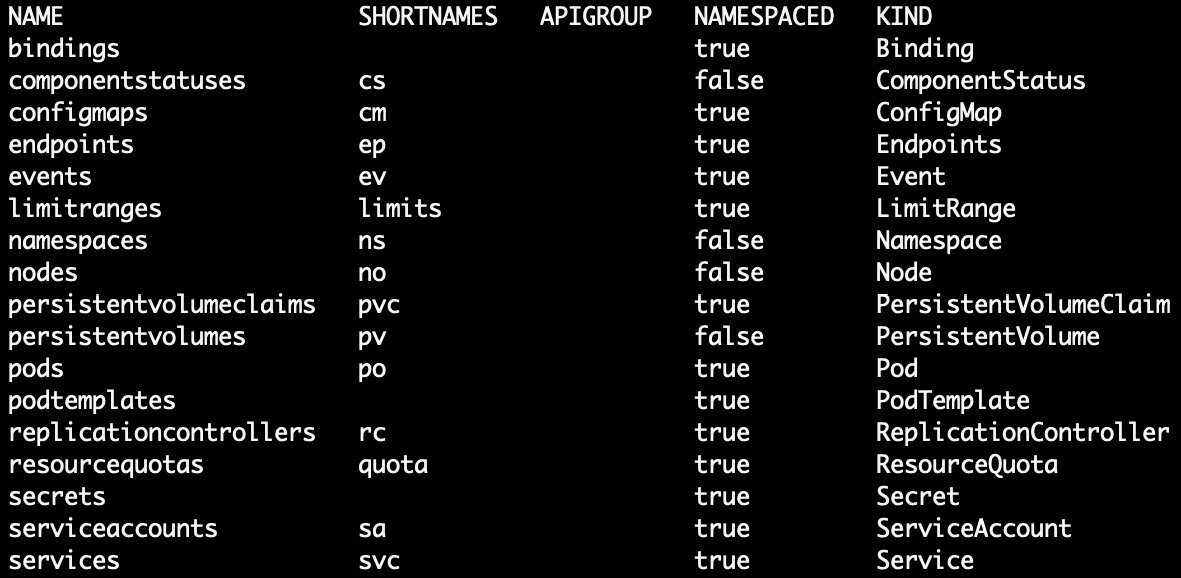 NAME SHORTNAMES APIGROUP NAMESPACED KIND
bindings true Binding
componentstatuses cs false ComponentStatus
configmaps cm true ConfigMap
endpoints ep true Endpoints
events ev true Event
limitranges limits true LimitRange
namespaces ns false Namespace
nodes no false Node
persistentvolumeclaims pvc true PersistentVolumeClaim
persistentvolumes pv false PersistentVolume
pods po true Pod
podtemplates true PodTemplate
replicationcontrollers rc true ReplicationController
resourcequotas quota true ResourceQuota
secrets true Secret
serviceaccounts sa true ServiceAccount
services svc true Service